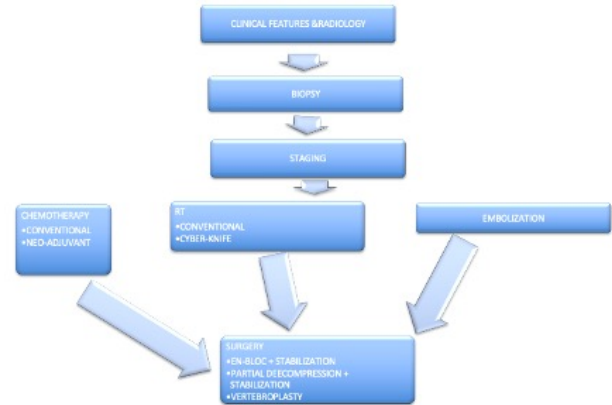 CLINICAL FEATURES &RADIOLOGY
BIOPSY
STAGING
CHEMOTHERAPY
•CONVENTIONAL
•NEO-ADJUVANT
RT
•CONVENTIONAL
•CYBER-KNIFE
EMBOLIZATION
SURGERY
•EN-BLOC + STABILIZATION
•PARTIAL DEECOMPRESSION +
STABILIZATION
•VERTEBROPLASTY